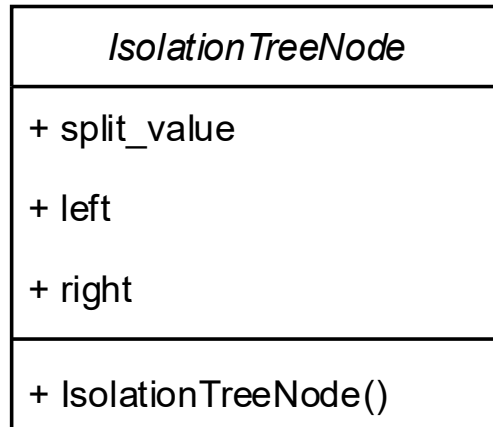 IsolationTreeNode
+ split_value
+ left
+ right
+ IsolationTreeNode()